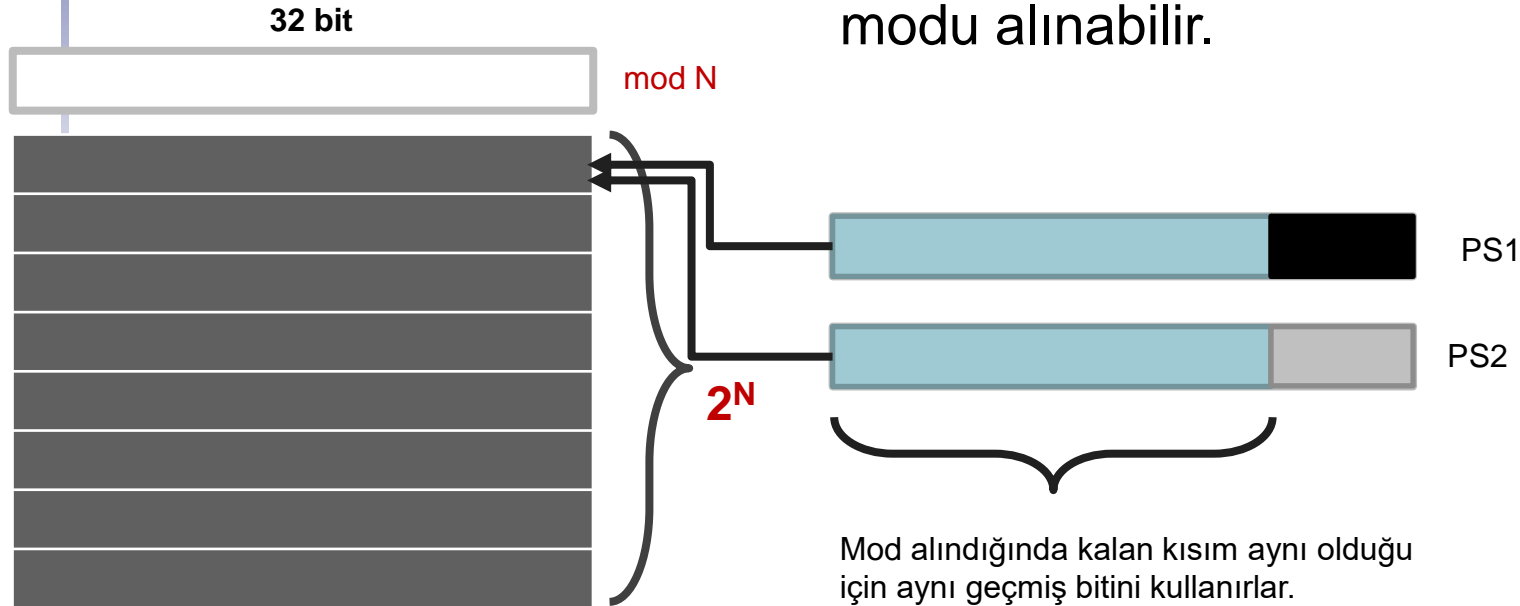 32 bit
modu alınabilir.
mod N
PS1
PS2
2ᴺ
Mod alındığında kalan kısım aynı olduğu
için aynı geçmiş bitini kullanırlar.